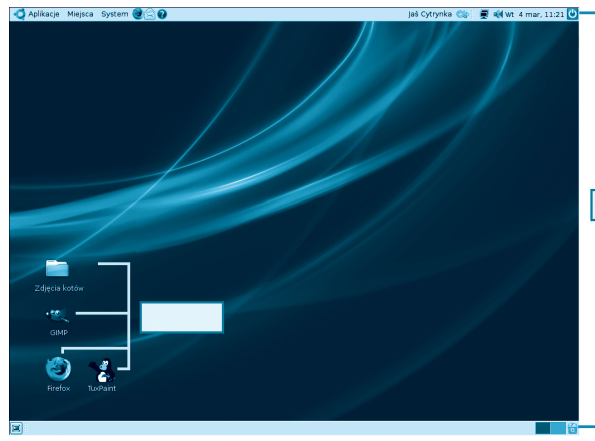 Aplikacje Miejsca System
Jaś Cytrynka Wt 4 mar, 11:21
Zdjęcia kotów
GIMP
Firefox TuxPaint